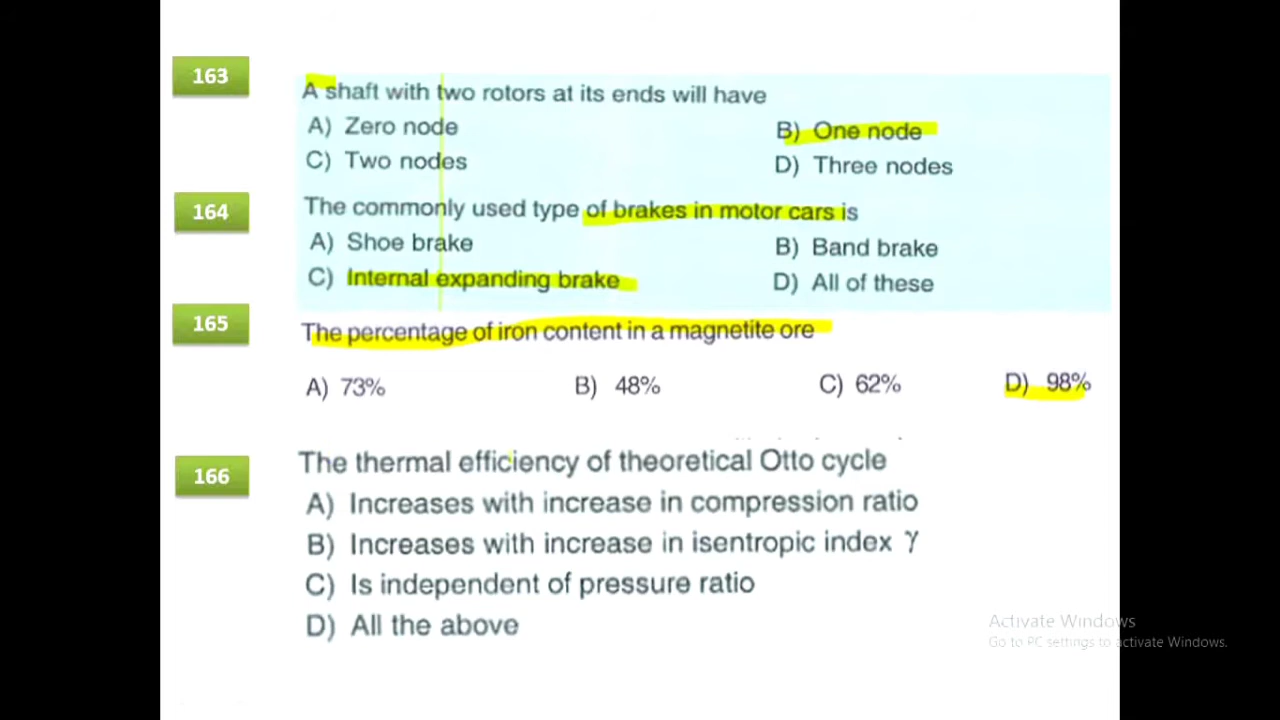 163
A shaft with two rotors at its ends will have
A) Zero node B) One node
C) Two nodes D) Three nodes
164
The commonly used type of brakes in motor cars is
A) Shoe brake B) Band brake
C) Internal expanding brake D) All of these
165
The percentage of iron content in a magnetite ore
A) 73% B) 48% C) 62% D) 98%
166
The thermal efficiency of theoretical Otto cycle
A) Increases with increase in compression ratio
B) Increases with increase in isentropic index γ
C) Is independent of pressure ratio
D) All the above
Activate Windows
Go to PC settings to activate Windows.